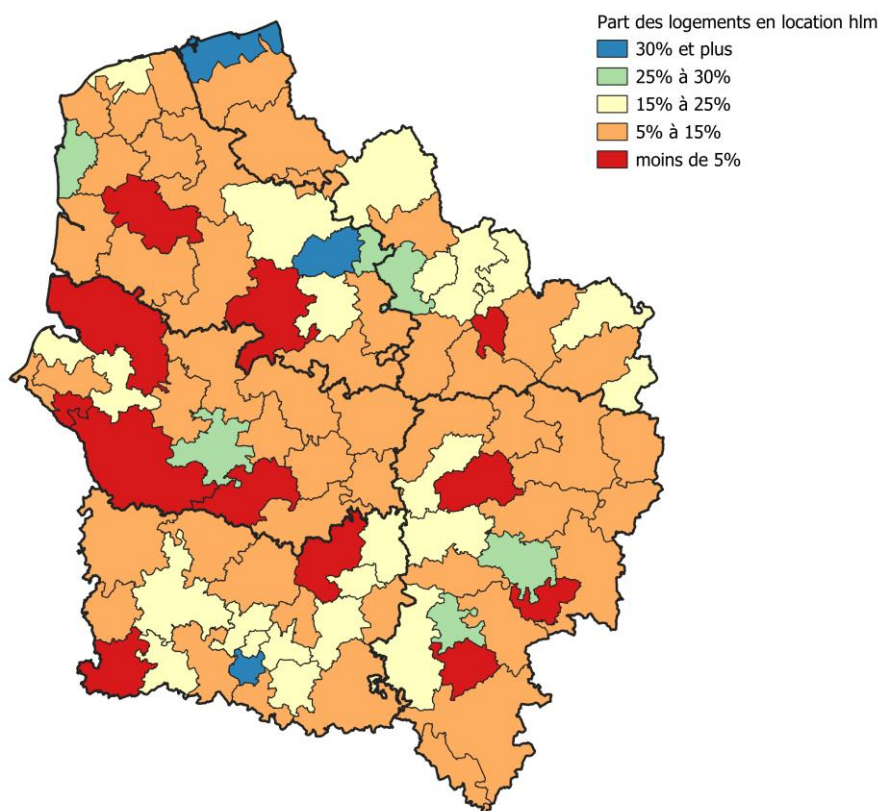 Part des logements en location hlm
30% et plus
25% à 30%
15% à 25%
5% à 15%
moins de 5%